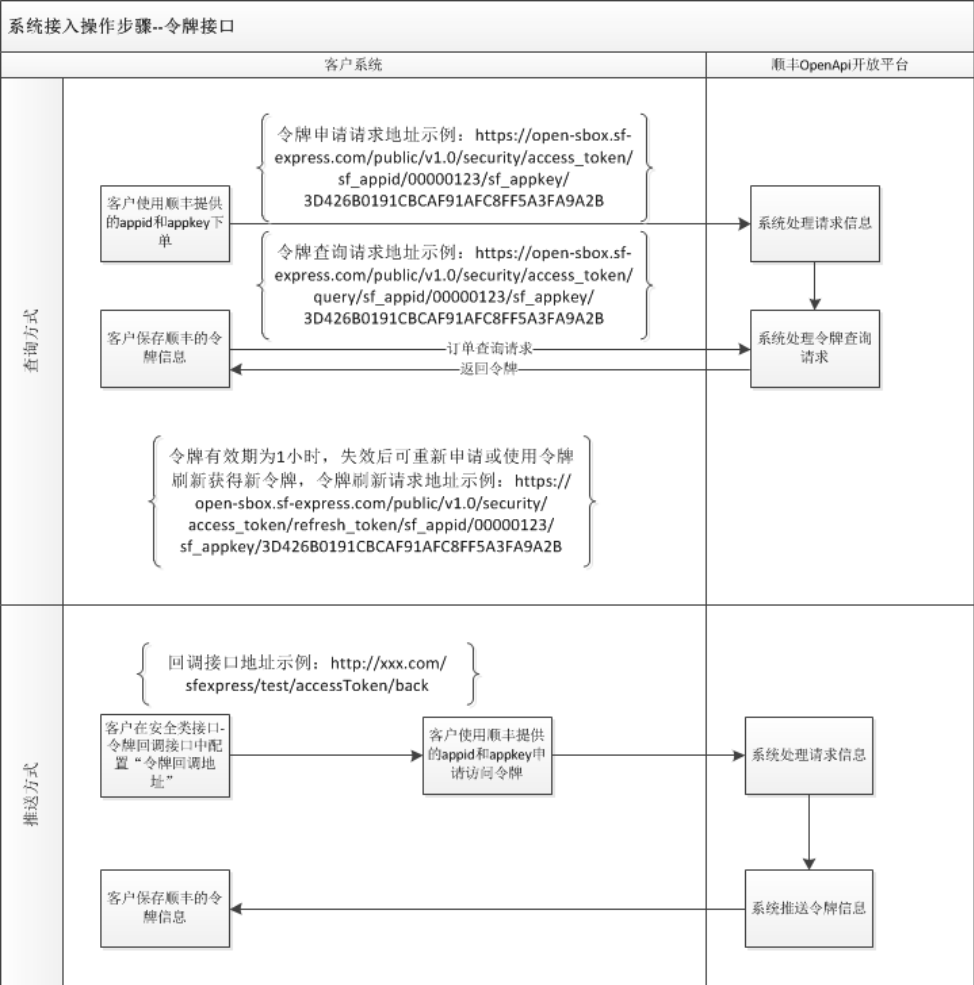 系统接入操作步骤--令牌接口
客户系统
顺丰OpenApi开放平台
查询方式
令牌申请请求地址示例：https://open-sbox.sf-
express.com/public/v1.0/security/access_token/
sf_appid/00000123/sf_appkey/
3D426B0191CBCAF91AFC8FF5A3FA9A2B
客户使用顺丰提供
的appid和appkey下
单
系统处理请求信息
令牌查询请求地址示例：https://open-sbox.sf-
express.com/public/v1.0/security/access_token/
query/sf_appid/00000123/sf_appkey/
3D426B0191CBCAF91AFC8FF5A3FA9A2B
客户保存顺丰的令
牌信息
订单查询请求
返回令牌
系统处理令牌查询
请求
令牌有效期为1小时，失效后可重新申请或使用令牌
刷新获得新令牌，令牌刷新请求地址示例：https://
open-sbox.sf-express.com/public/v1.0/security/
access_token/refresh_token/sf_appid/00000123/
sf_appkey/3D426B0191CBCAF91AFC8FF5A3FA9A2B
推送方式
回调接口地址示例：http://xxx.com/
sfexpress/test/accessToken/back
客户在安全类接口-
令牌回调接口中配
置“令牌回调地
址”
客户使用顺丰提供
的appid和appkey申
请访问令牌
系统处理请求信息
客户保存顺丰的令
牌信息
系统推送令牌信息